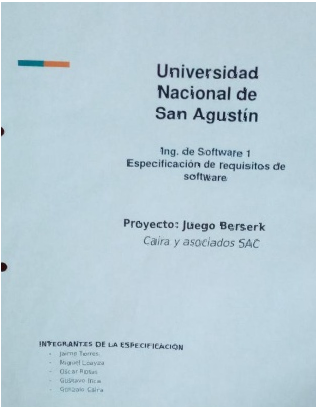 Universidad
Nacional de
San Agustín
Ing. de Software 1
Especificación de requisitos de
software
Proyecto: Juego Berserk
Caira y asociados SAC
INTEGRANTES DE LA ESPECIFICACIÓN
- Jaime Torres
- Miguel Loayza
- Oscar
- Gustavo
- Gonzalo Caira